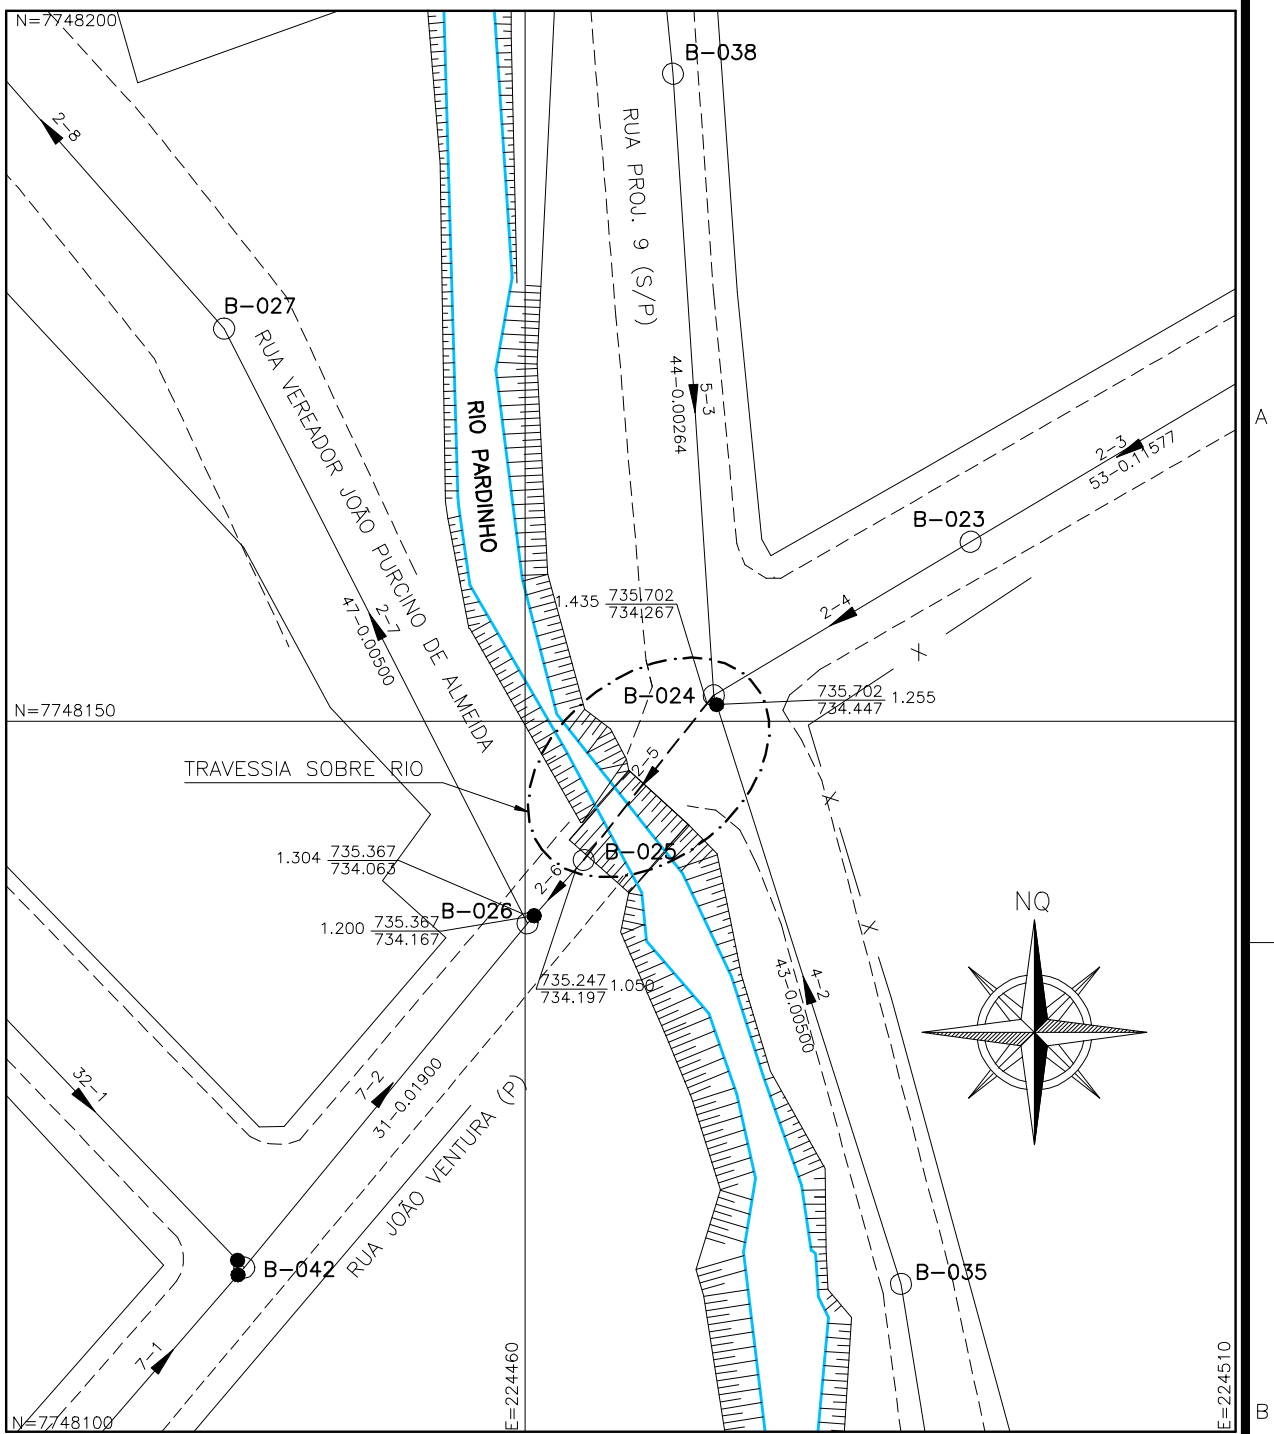 N=7748200
B-038
2-8
RUA PROJ. 9 (S/P)
B-027
RUA VEREADOR JOÃO PURCINO DE ALMEIDA
RIO PARDINHO
5-3
44-0.00264
A
2-3
53-0.11577
B-023
2-7
47-0.00500
1.435
735.702
734.267
2-4
B-024
735.702
734.447
1.255
N=7748150
TRAVESSIA SOBRE RIO
2-5
B-025
1.304
735.367
734.063
2-6
B-026
1.200
735.367
734.167
735.247
734.197
1.050
NQ
4-2
43-0.00500
32-1
7-2
31-0.01900
RUA JOÃO VENTURA (P)
B-042
B-035
7-1
E=224460
E=224510
N=7748100
B
X
X
X